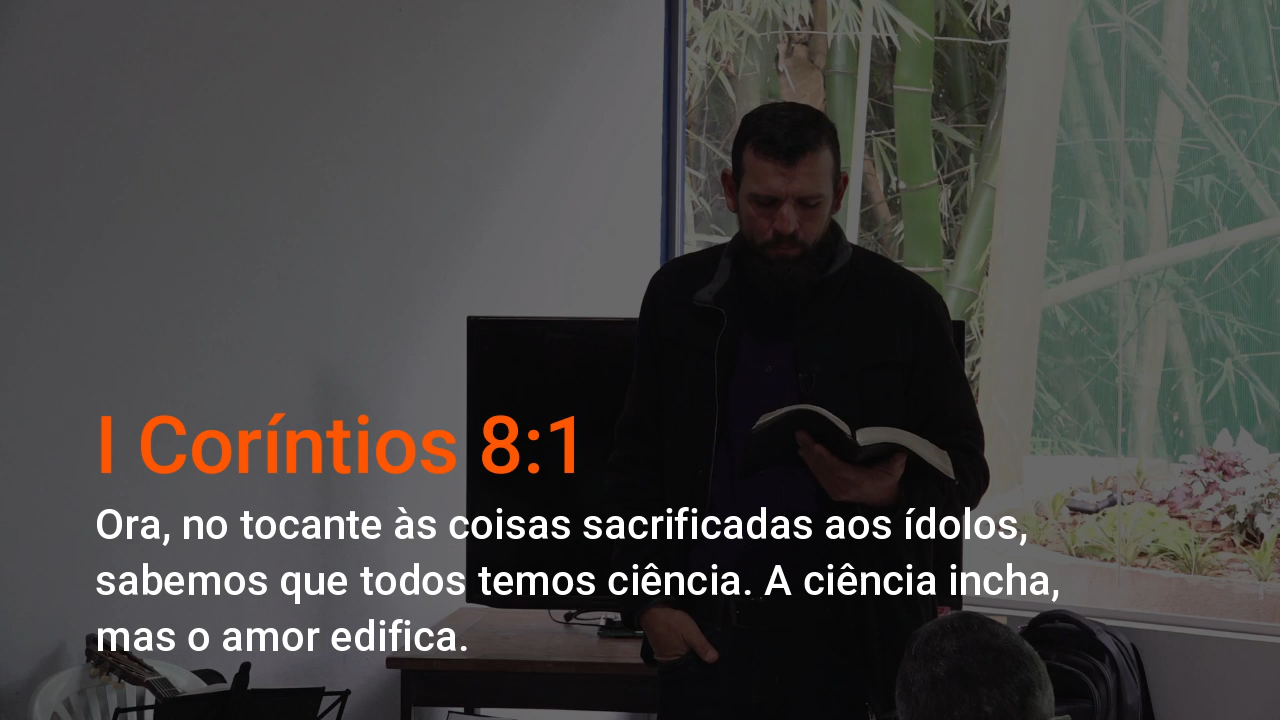 I Coríntios 8:1
Ora, no tocante às coisas sacrificadas aos ídolos,
sabemos que todos temos ciência. A ciência incha,
mas o amor edifica.